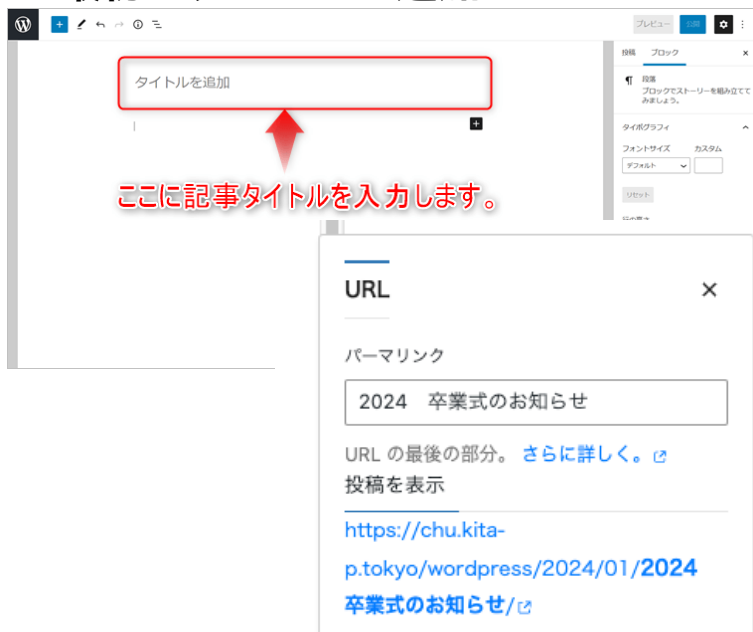 プレビュー
公開
タイトルを追加
ここに記事タイトルを入力します。
投稿 ブロック
段落
ブロックでストーリーを組み立てて
みましょう。
タイポグラフィ
フォントサイズ カスタム
デフォルト
リセット
URL
パーマリンク
2024 卒業式のお知らせ
URL の最後の部分。 さらに詳しく。
投稿を表示
https://chu.kita-
p.tokyo/wordpress/2024/01/2024
卒業式のお知らせ/